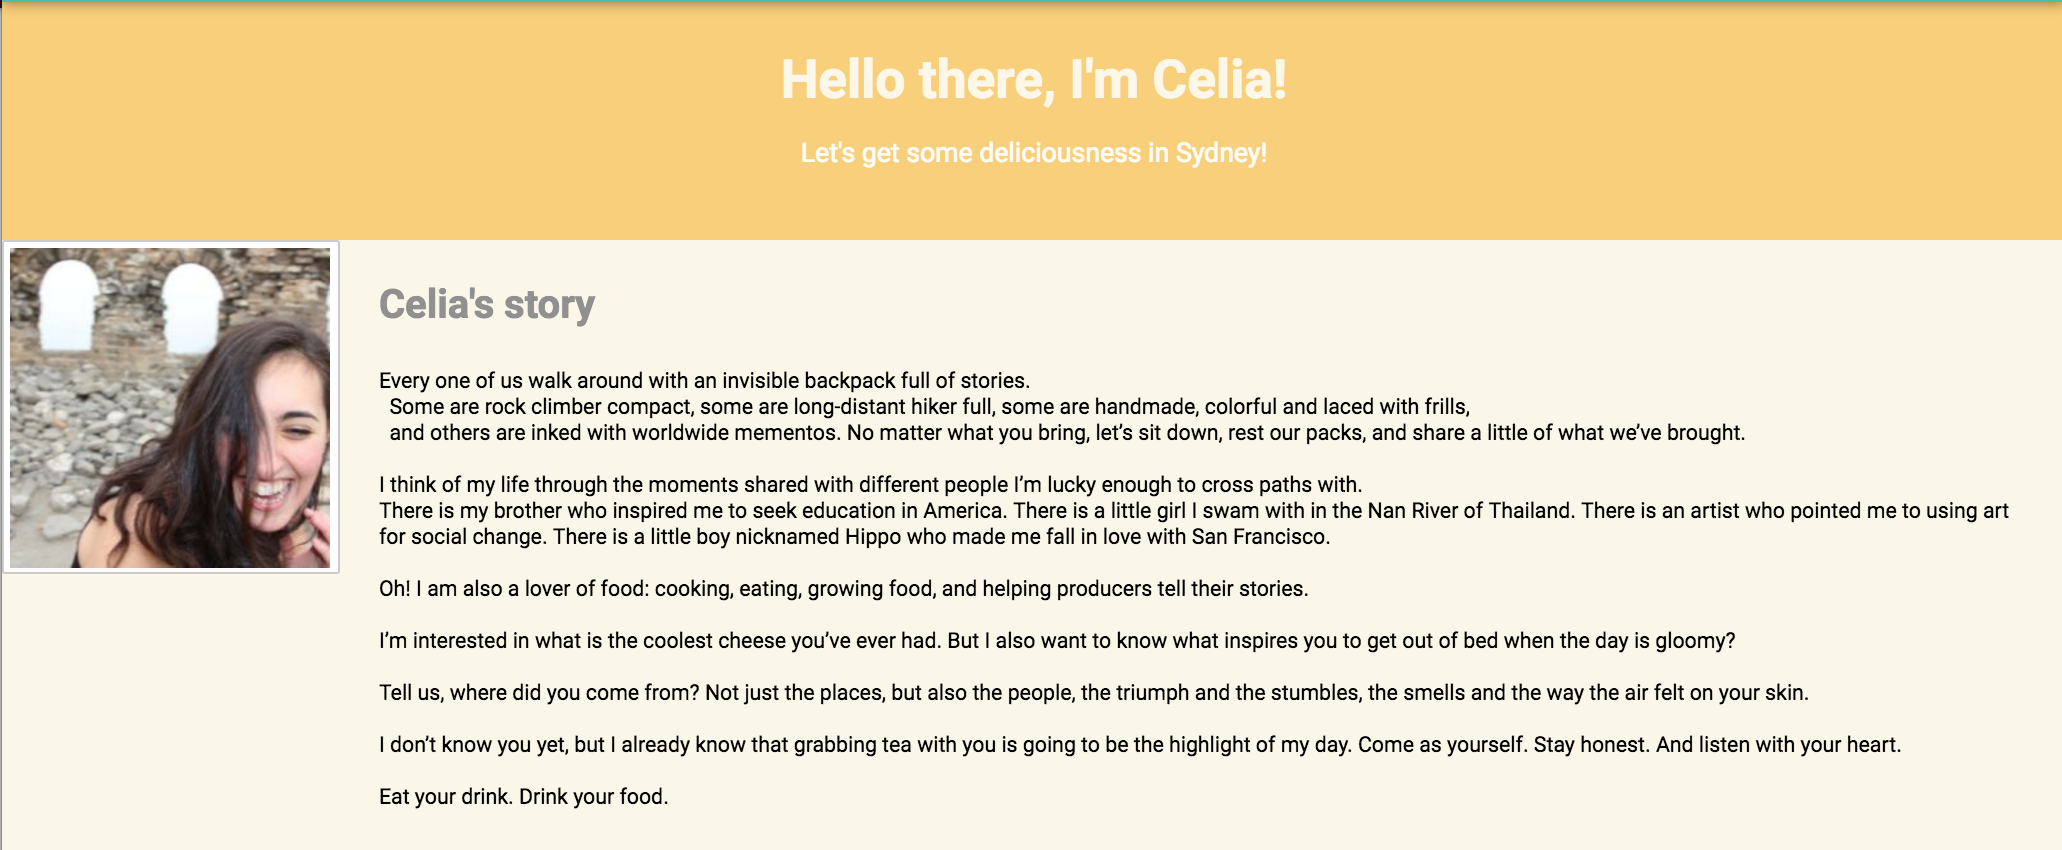 Hello there, I'm Celia!
Let's get some deliciousness in Sydney!
Celia's story
Every one of us walk around with an invisible backpack full of stories.
Some are rock climber compact, some are long-distant hiker full, some are handmade, colorful and laced with frills,
and others are inked with worldwide mementos. No matter what you bring, let’s sit down, rest our packs, and share a little of what we’ve brought.
I think of my life through the moments shared with different people I’m lucky enough to cross paths with.
There is my brother who inspired me to seek education in America. There is a little girl I swam with in the Nan River of Thailand. There is an artist who pointed me to using art
for social change. There is a little boy nicknamed Hippo who made me fall in love with San Francisco.
Oh! I am also a lover of food: cooking, eating, growing food, and helping producers tell their stories.
I’m interested in what is the coolest cheese you’ve ever had. But I also want to know what inspires you to get out of bed when the day is gloomy?
Tell us, where did you come from? Not just the places, but also the people, the triumph and the stumbles, the smells and the way the air felt on your skin.
I don’t know you yet, but I already know that grabbing tea with you is going to be the highlight of my day. Come as yourself. Stay honest. And listen with your heart.
Eat your drink. Drink your food.